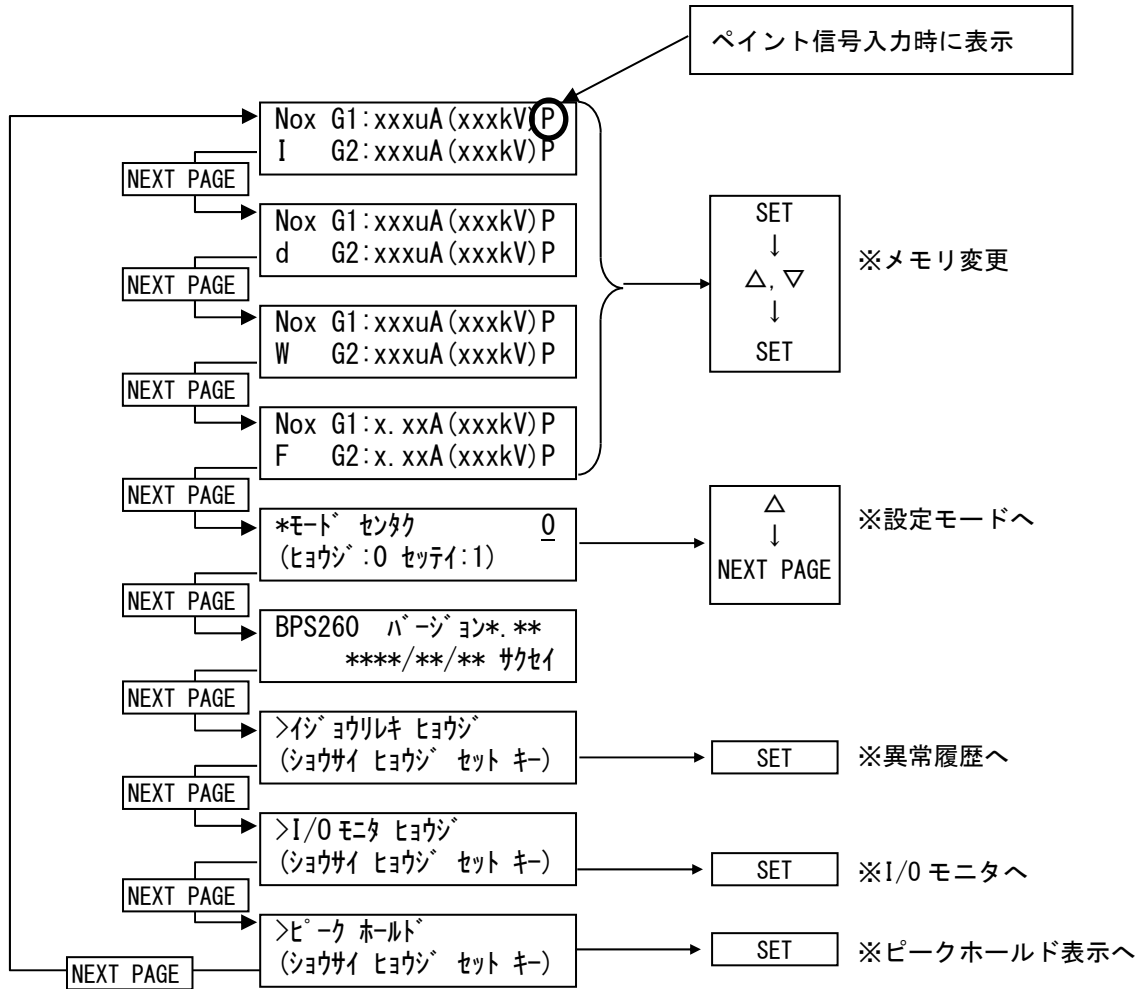 ペイント信号入力時に表示
Nox G1:xxxuA(xxxkV)P
I G2:xxxuA(xxxkV)P
NEXT PAGE
Nox G1:xxxuA(xxxkV)P
d G2:xxxuA(xxxkV)P
NEXT PAGE
Nox G1:xxxuA(xxxkV)P
W G2:xxxuA(xxxkV)P
NEXT PAGE
Nox G1:x.xxA(xxxkV)P
F G2:x.xxA(xxxkV)P
SET
↓
△,▽
↓
SET
※メモリ変更
NEXT PAGE
*ﾓｰﾄﾞ ｾﾝﾀｸ 0
(ﾋｮｳｼﾞ:0 ｾｯﾃｲ:1)
△
↓
NEXT PAGE
※設定モードへ
NEXT PAGE
BPS260 ﾊﾞｰｼﾞｮﾝ*.**
****/**/** ｻｸｾｲ
NEXT PAGE
>ｲｼﾞｮｳﾘﾚｷ ﾋｮｳｼﾞ
(ｼｮｳｻｲ ﾋｮｳｼﾞ ｾｯﾄ ｷｰ)
SET
※異常履歴へ
NEXT PAGE
>I/O ﾓﾆﾀ ﾋｮｳｼﾞ
(ｼｮｳｻｲ ﾋｮｳｼﾞ ｾｯﾄ ｷｰ)
SET
※I/O モニタへ
NEXT PAGE
>ﾋﾟｰｸ ﾎｰﾙﾄﾞ
(ｼｮｳｻｲ ﾋｮｳｼﾞ ｾｯﾄ ｷｰ)
SET
※ピークホールド表示へ
NEXT PAGE